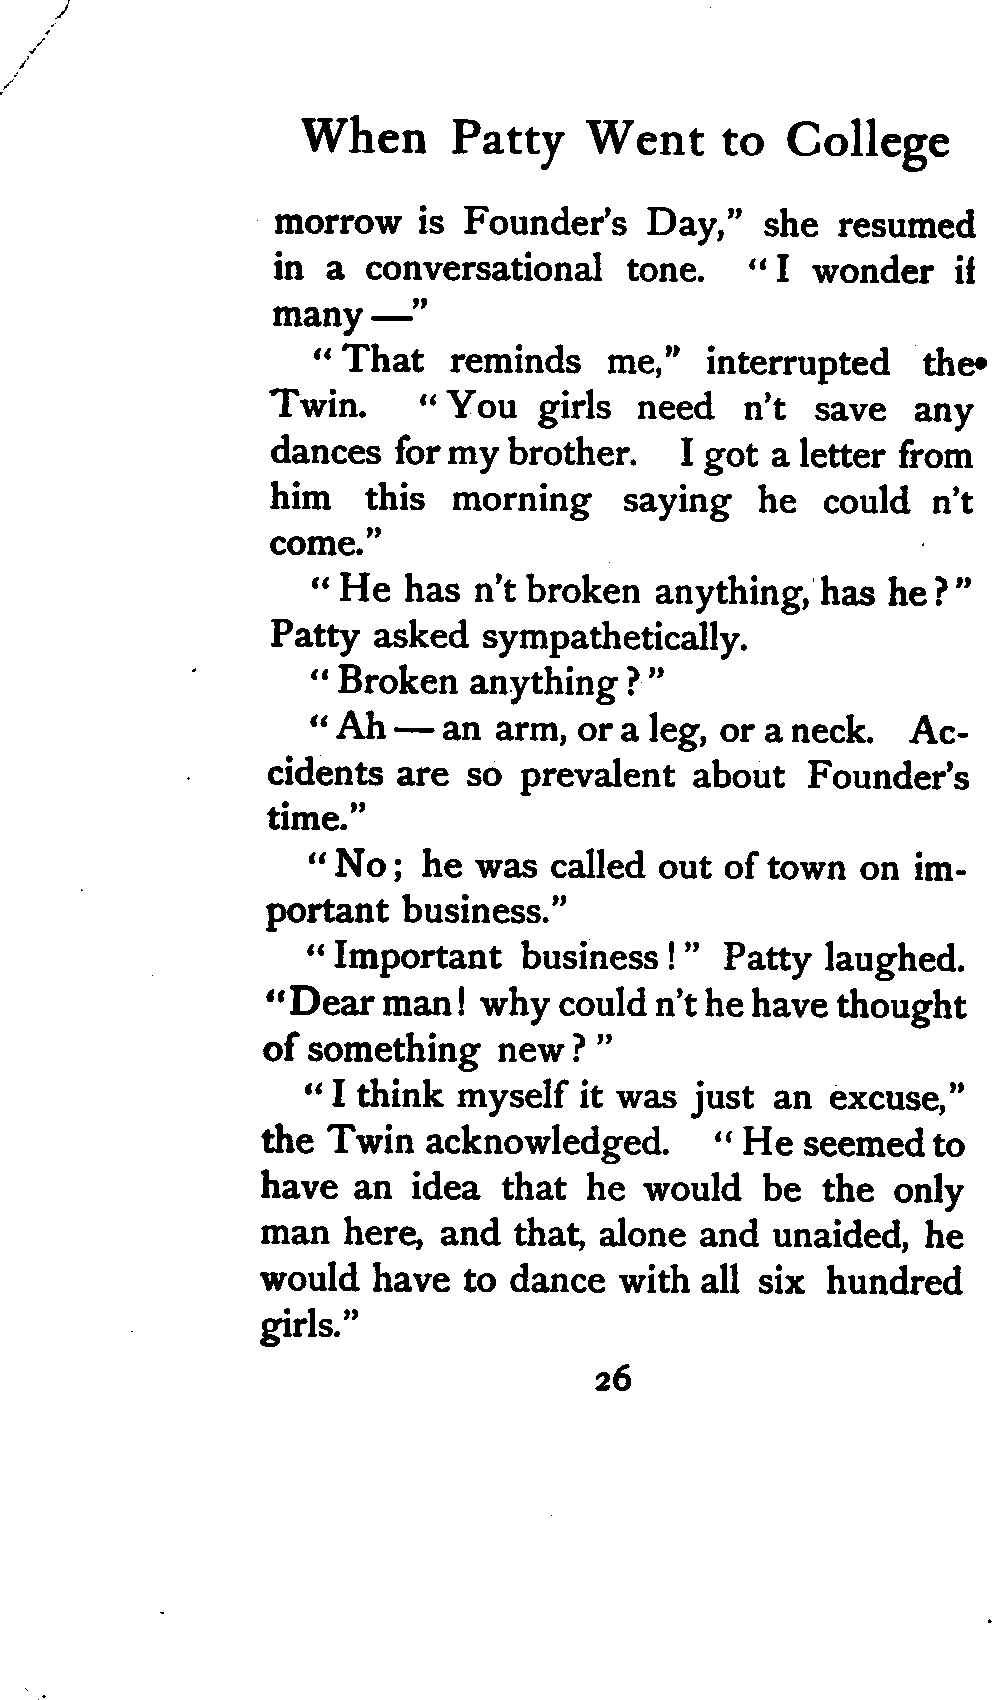 When Patty Went to College
morrow is Founder's Day," she resumed
in a conversational tone. "I wonder if
many—"
"That reminds me," interrupted the
Twin. "You girls need n't save any
dances for my brother. I got a letter from
him this morning saying he could n't
come."
"He has n't broken anything, has he?"
Patty asked sympathetically.
"Broken anything?"
"Ah—an arm, or a leg, or a neck. Ac-
cidents are so prevalent about Founder's
time."
"No; he was called out of town on im-
portant business."
"Important business!" Patty laughed.
"Dear man! why could n't he have thought
of something new?"
"I think myself it was just an excuse,"
the Twin acknowledged. "He seemed to
have an idea that he would be the only
man here, and that, alone and unaided, he
would have to dance with all six hundred
girls."
26